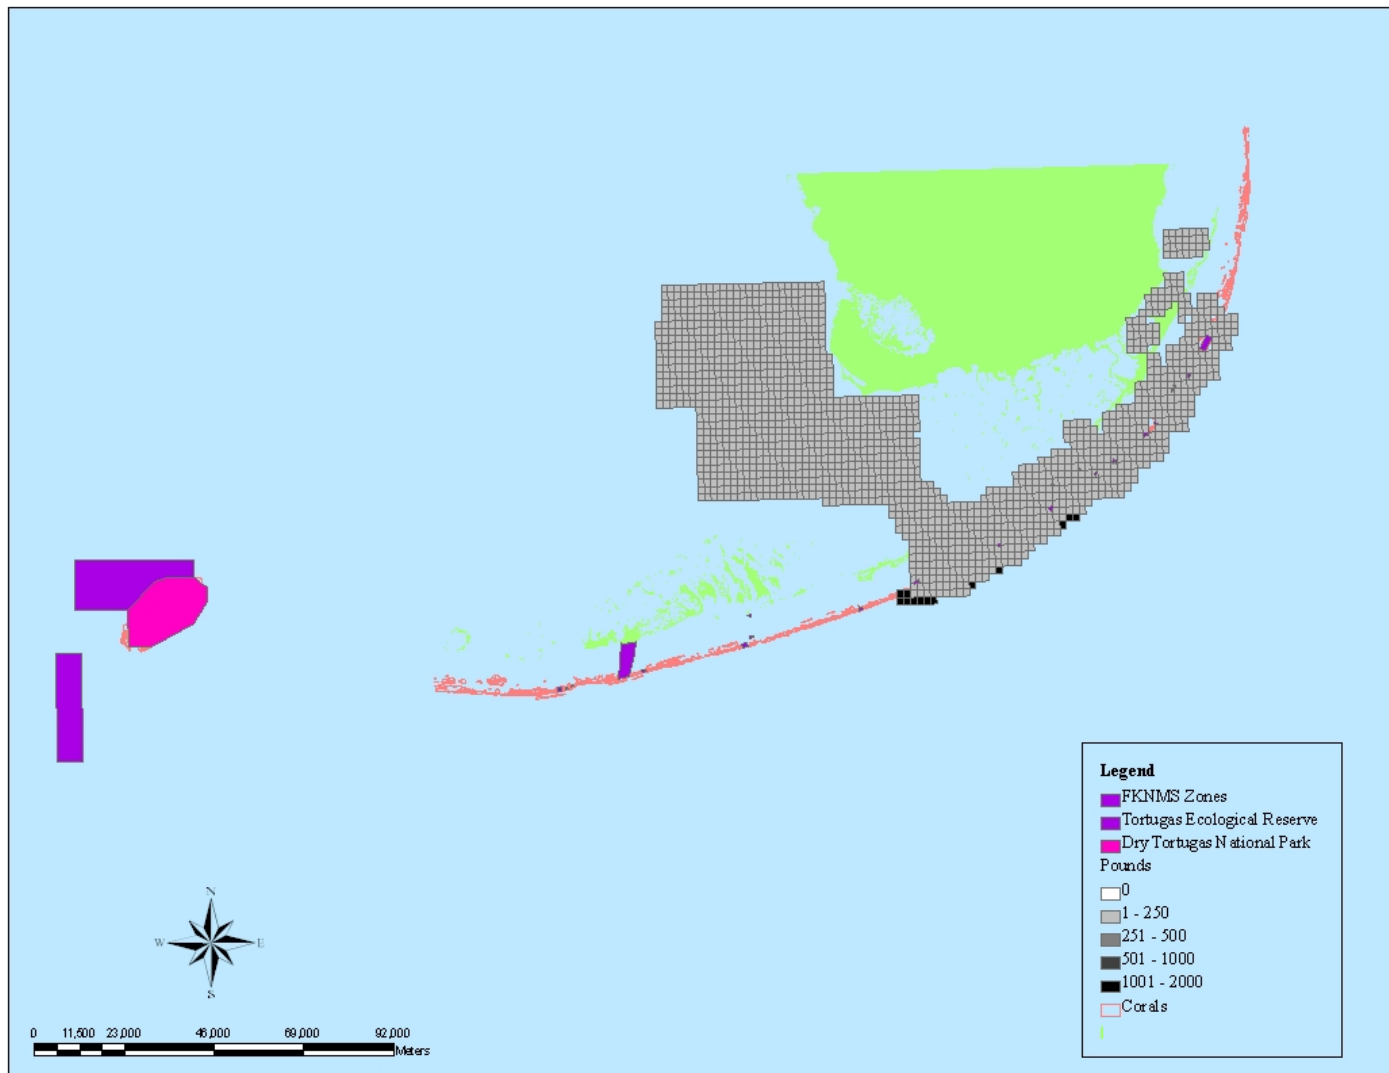 Legend
FKNMS Zones
Tortugas Ecological Reserve
Dry Tortugas National Park
Pounds
0
1 - 250
251 - 500
501 - 1000
1001 - 2000
Corals
N
W E
S
0 11,500 23,000 46,000 69,000 92,000
Meters